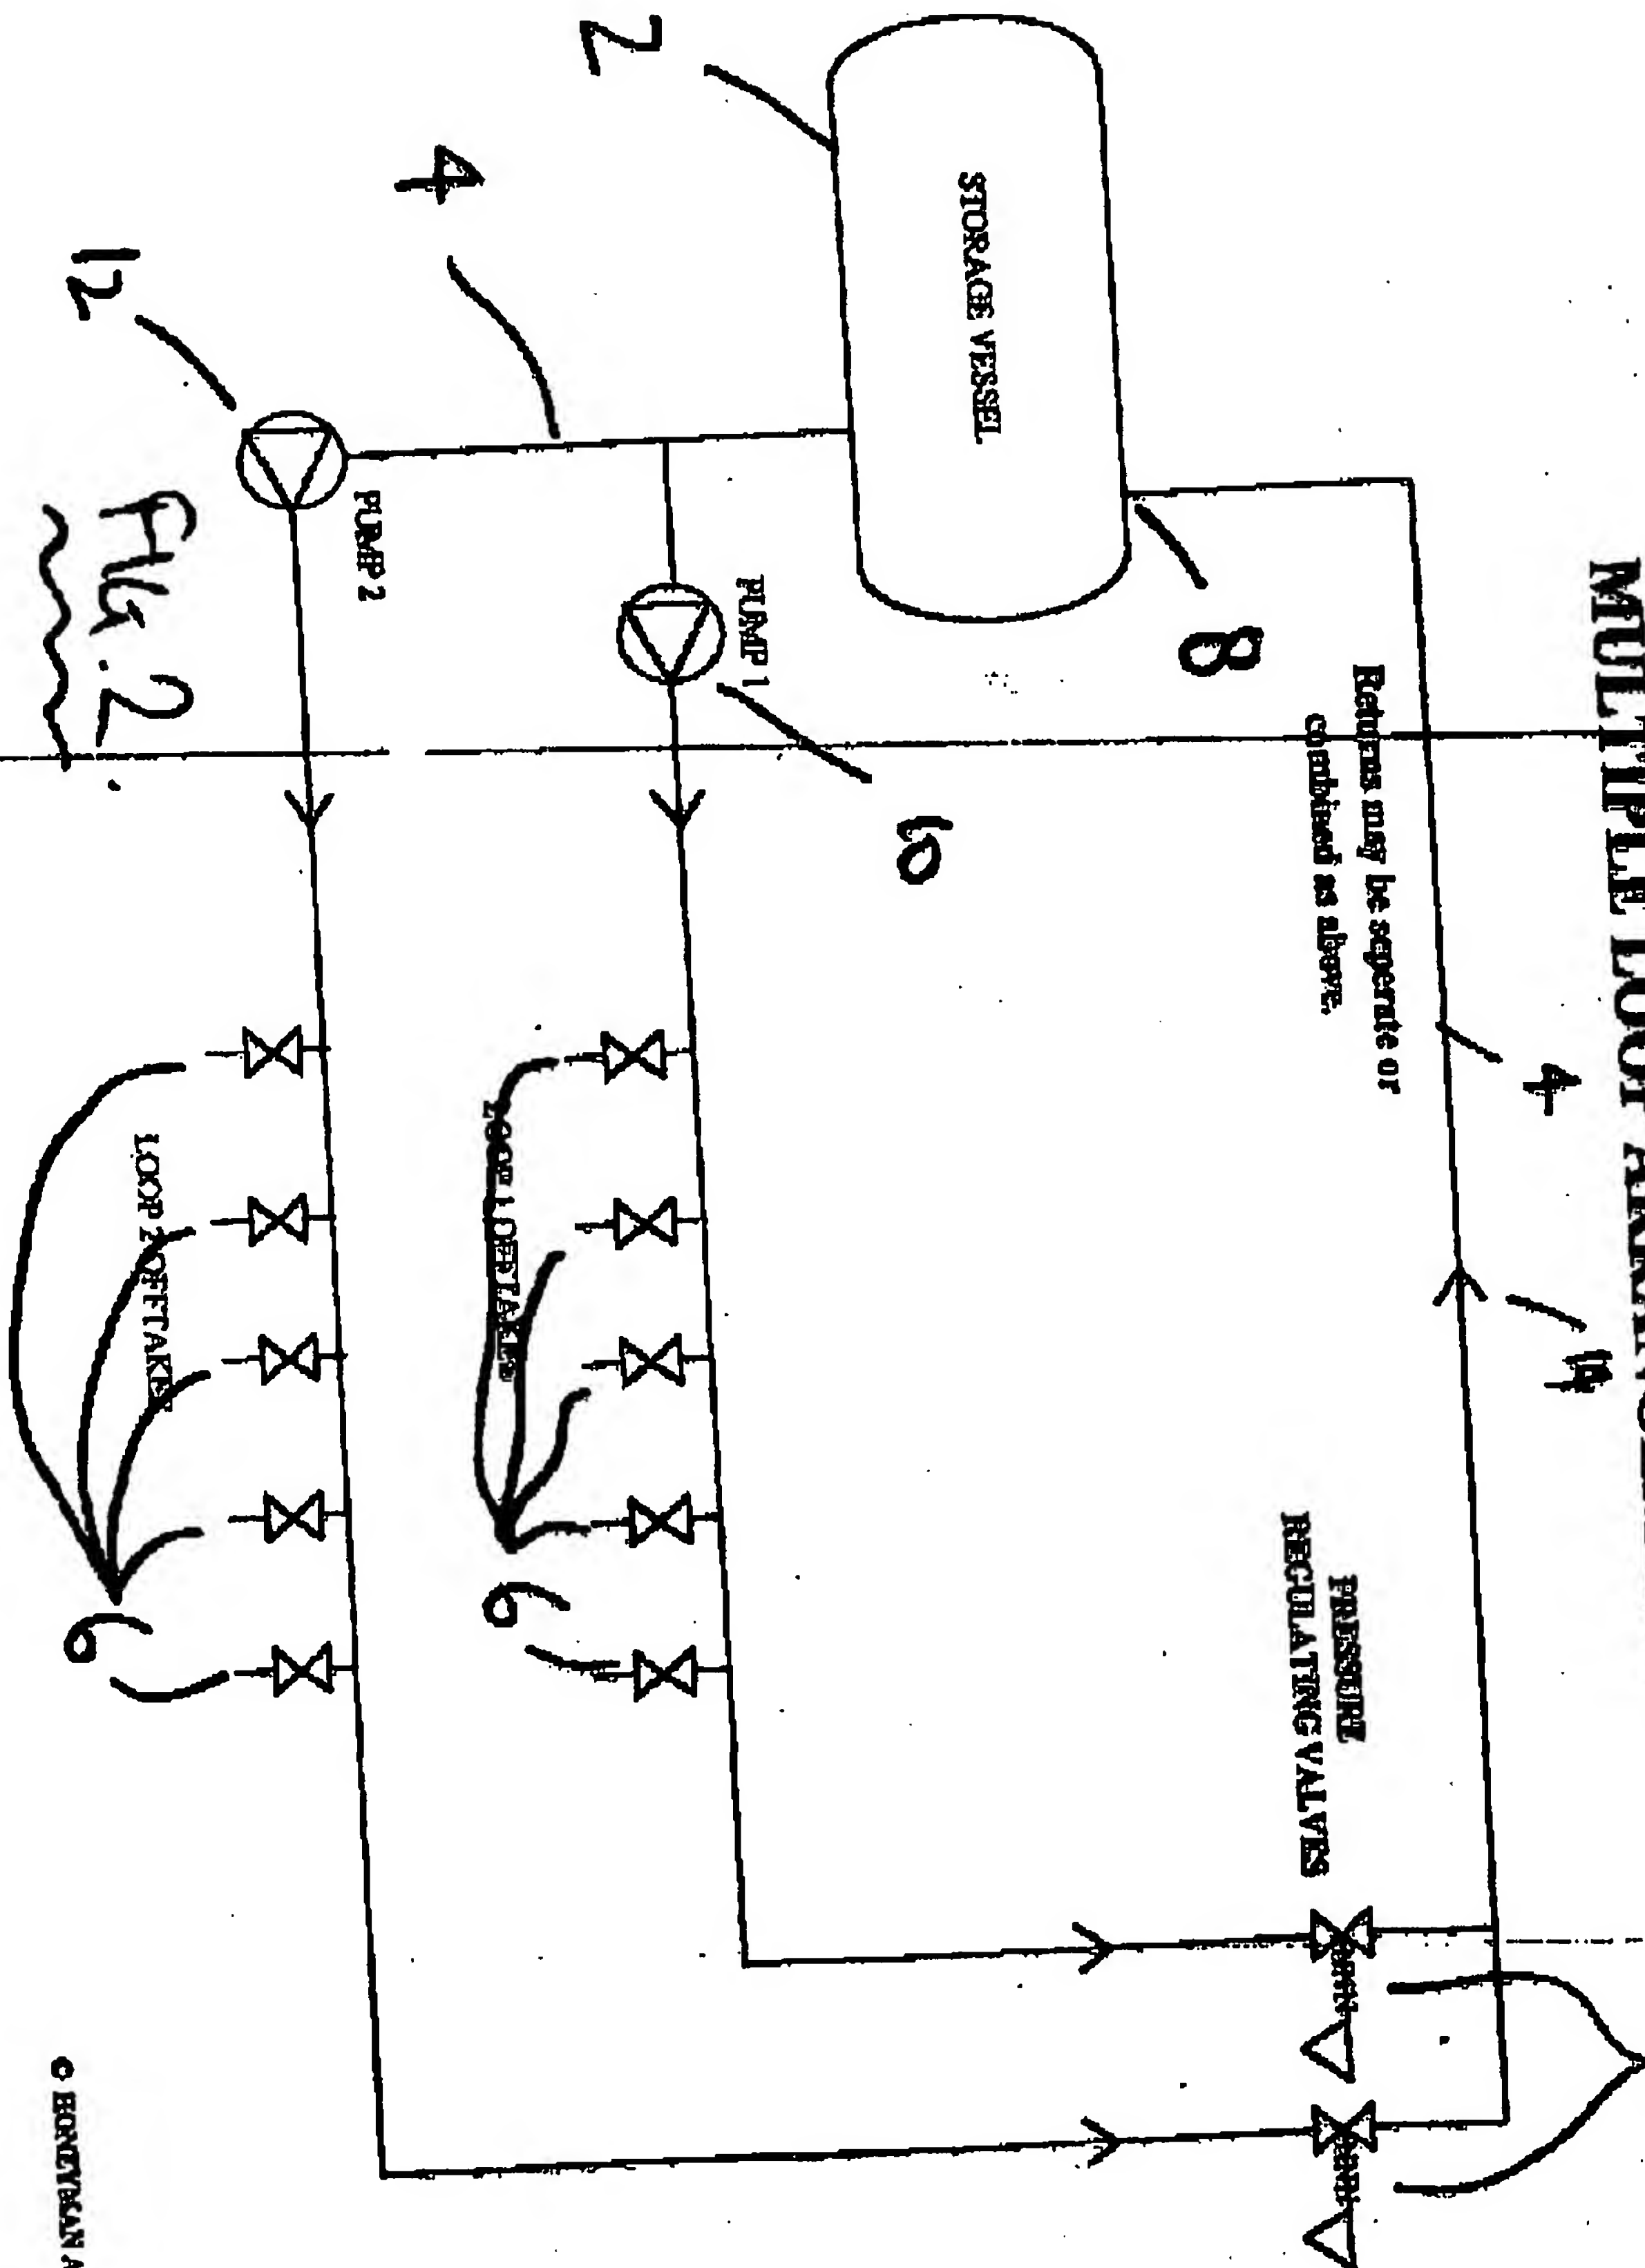 MULTIPLE LOOP
4
Returns may be seperate or
combined as above.
PRESSURE
REGULATING VALVES
8
STORAGE VESSEL
2
PUMP 1
10
4
PUMP 2
12
LOOP 1 OFFTAKES
6
LOOP 2 OFFTAKES
6
FIG. 2
©